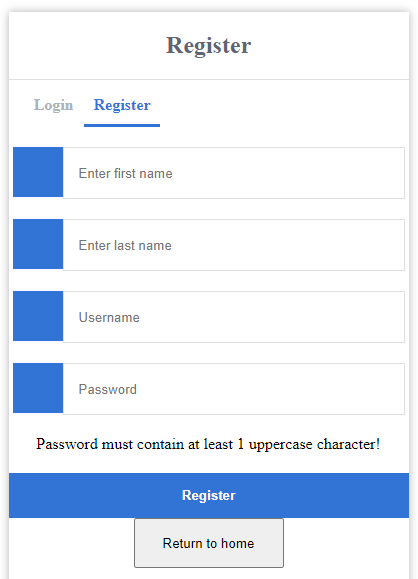 Register
Login Register
Enter first name
Enter last name
Username
Password
Password must contain at least 1 uppercase character!
Register
Return to home